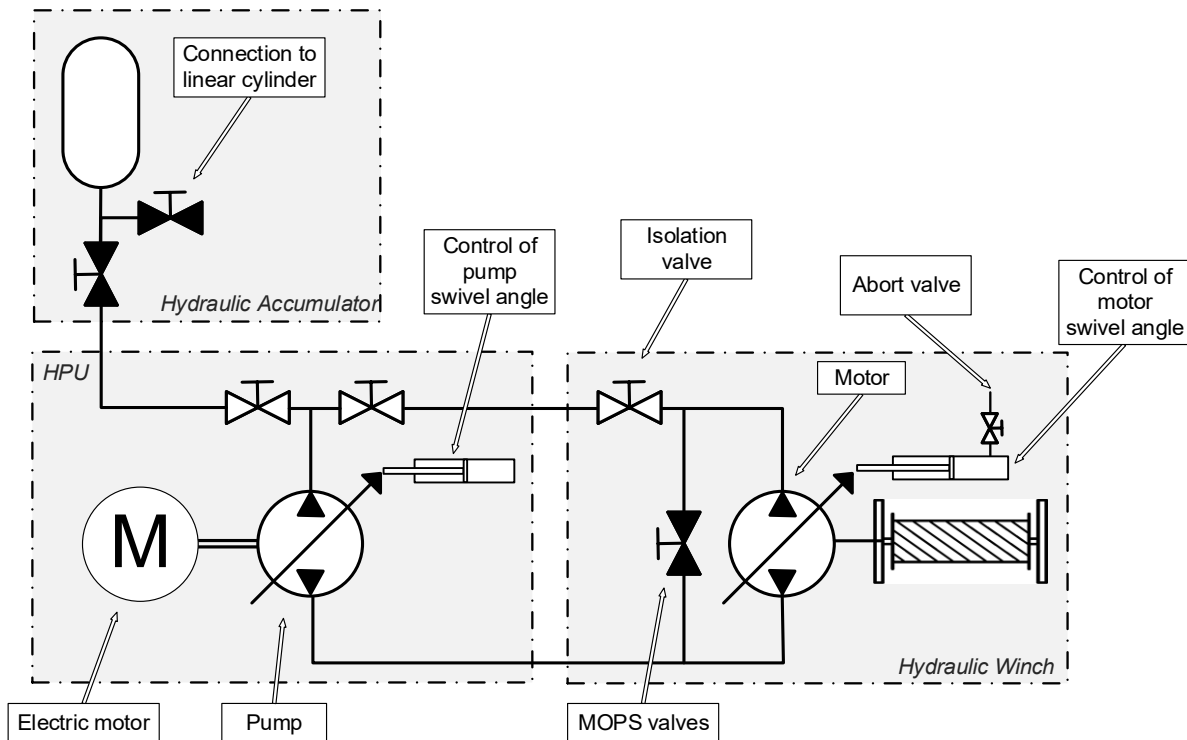 Connection to
linear cylinder
Hydraulic Accumulator
Control of
pump
swivel angle
Isolation
valve
Abort valve
Control of
motor
swivel angle
HPU
Motor
M
Hydraulic Winch
Electric motor
Pump
MOPS valves